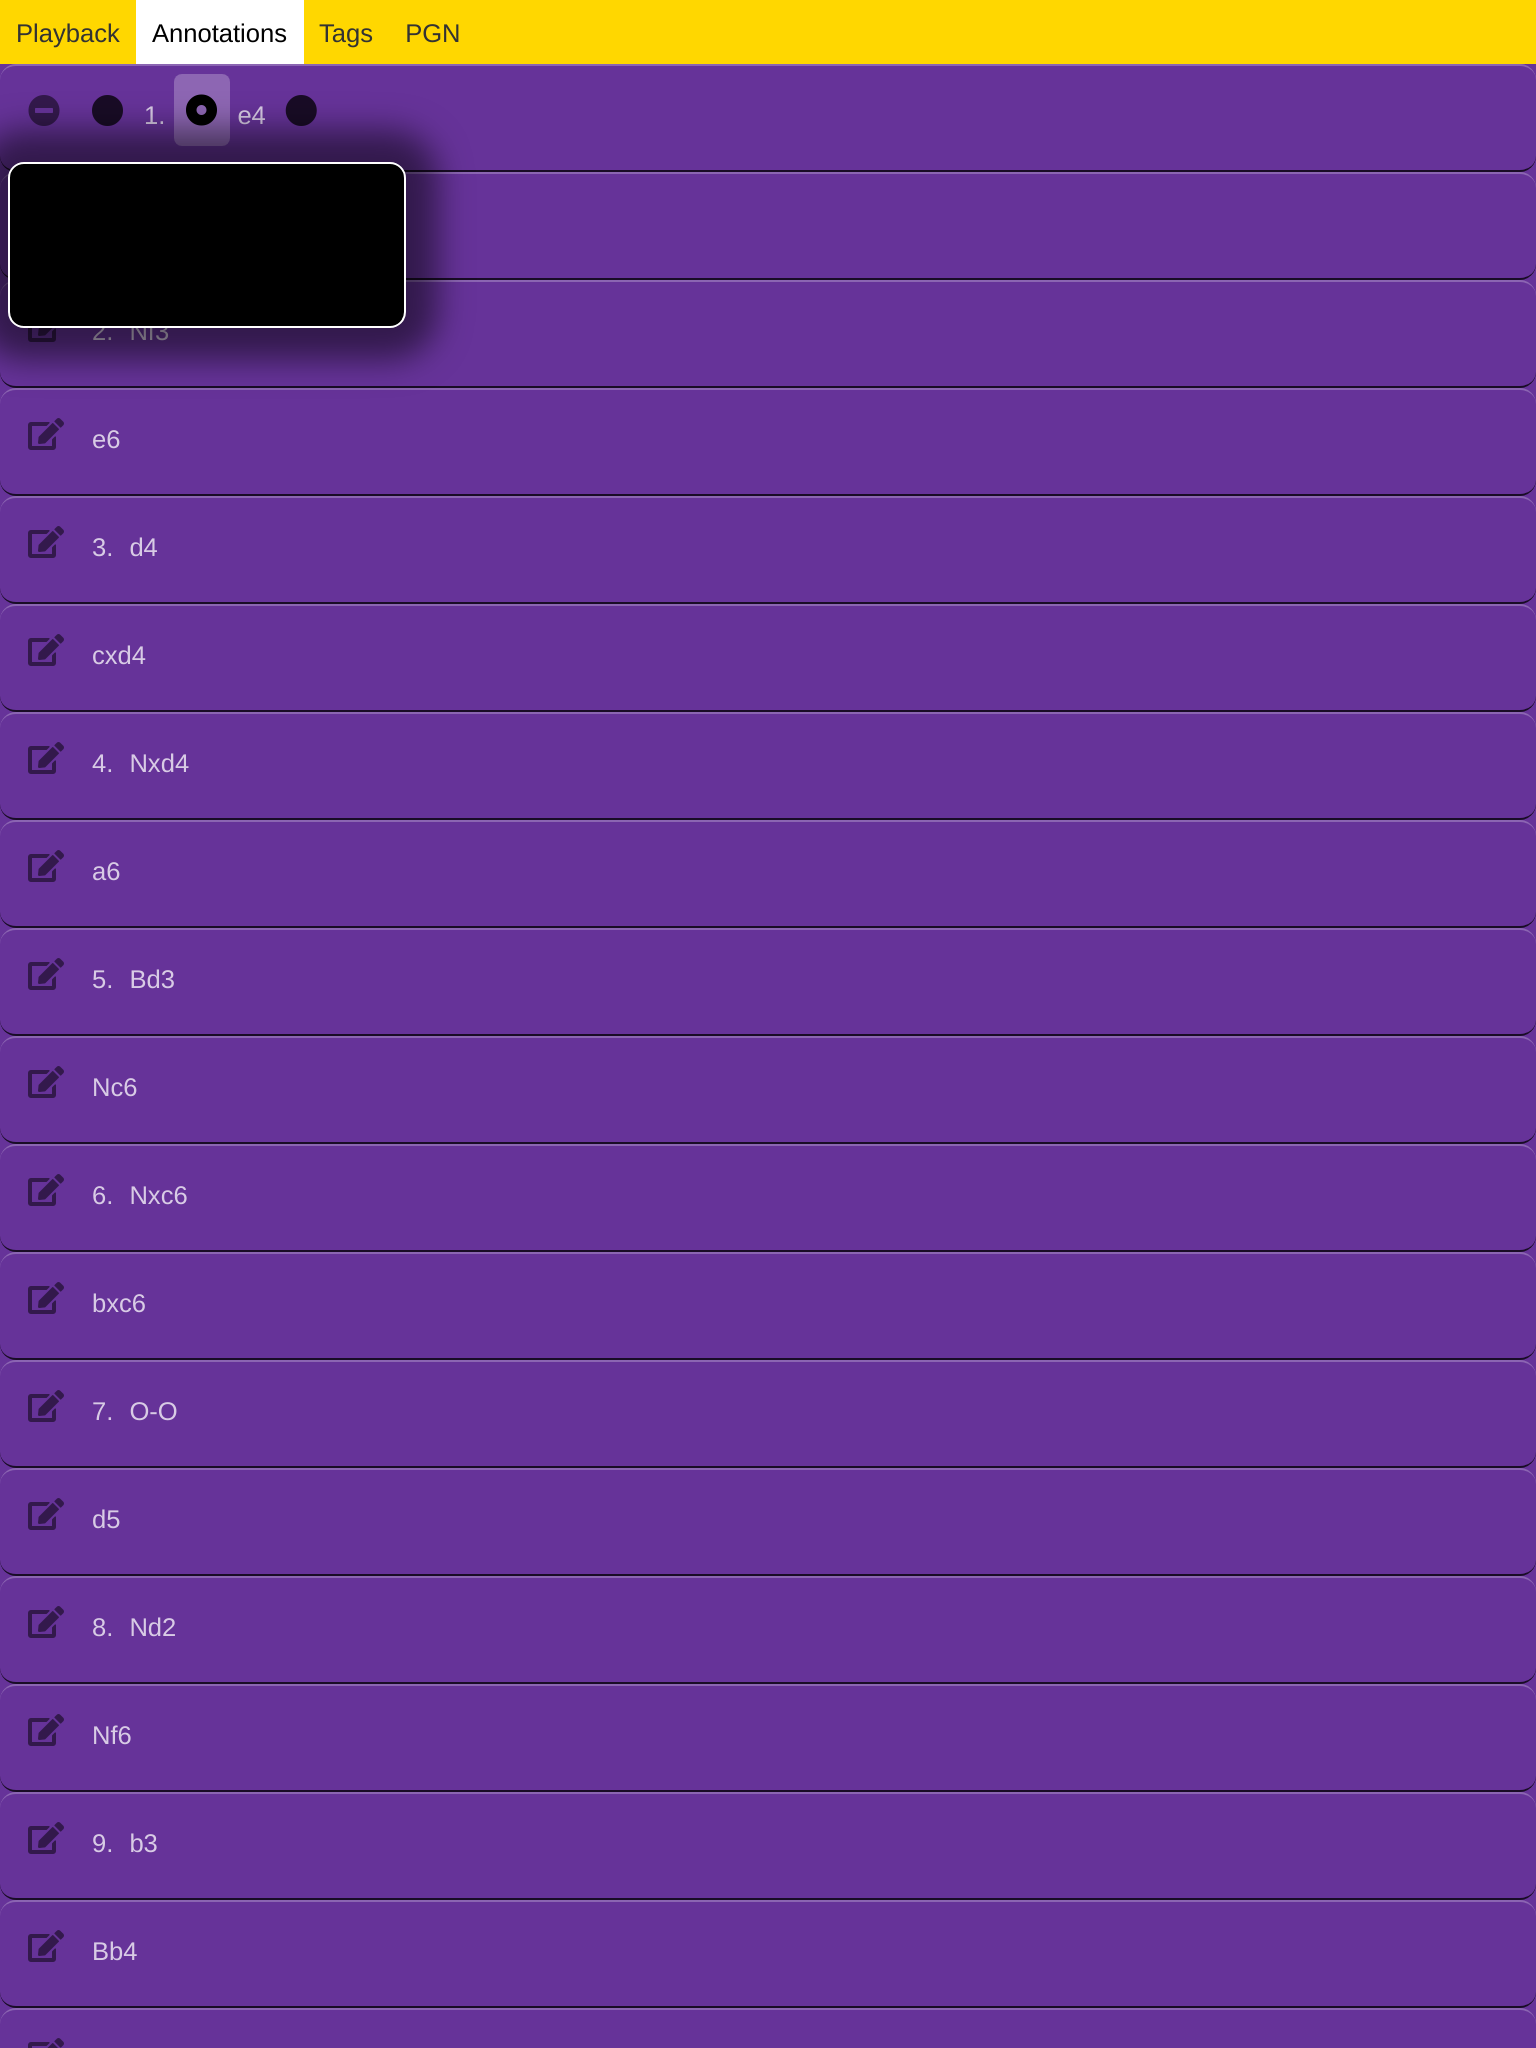 Playback Annotations Tags PGN
1. e4
2. Nf3
e6
3. d4
cxd4
4. Nxd4
a6
5. Bd3
Nc6
6. Nxc6
bxc6
7. O-O
d5
8. Nd2
Nf6
9. b3
Bb4